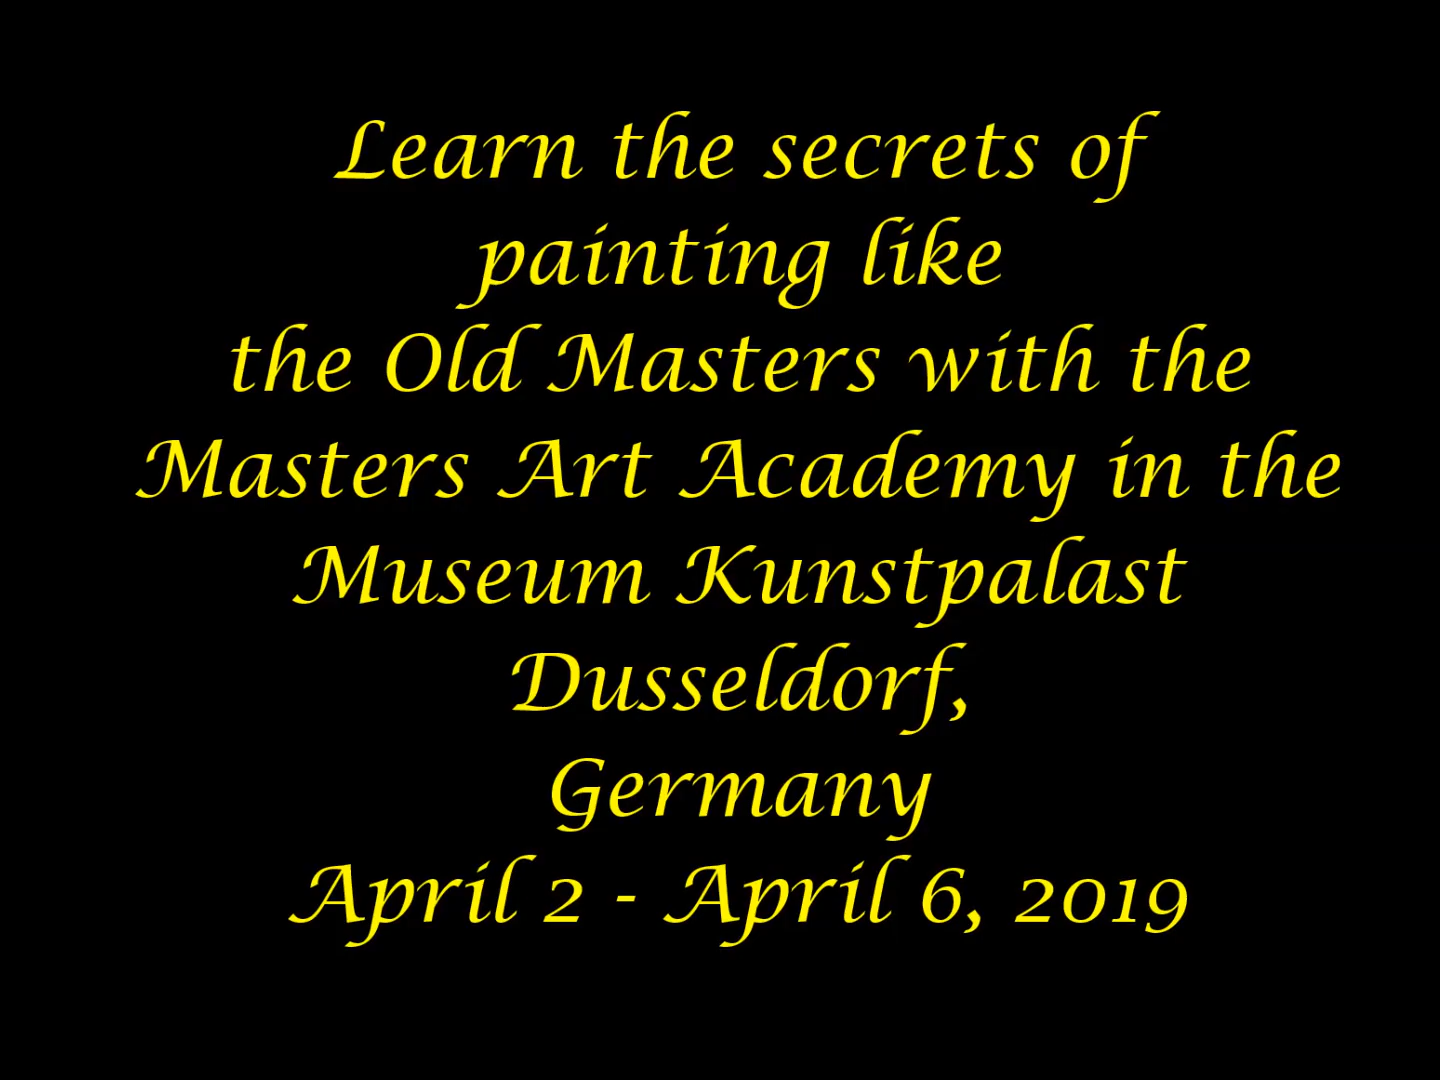 Learn the secrets of
painting like
the Old Masters with the
Masters Art Academy in the
Museum Kunstpalast
Dusseldorf,
Germany
April 2 - April 6, 2019